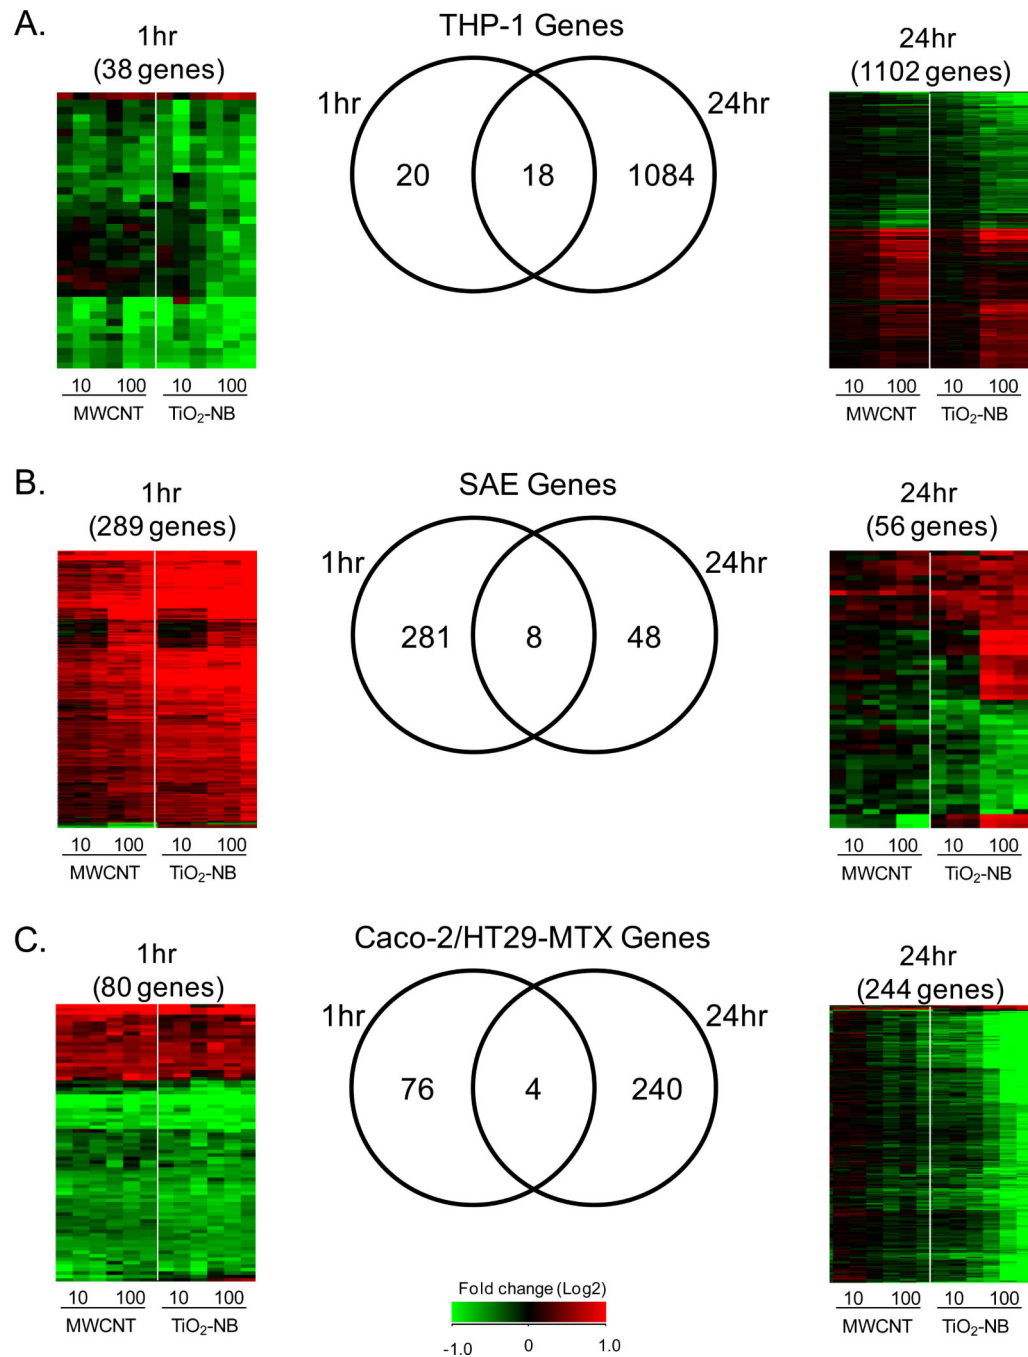 A.
THP-1 Genes
1hr
(38 genes)
24hr
(1102 genes)
1hr
24hr
20
18
1084
10 100
MWCNT TiO₂-NB
10 100
10 100
MWCNT TiO₂-NB
10 100
B.
SAE Genes
1hr
(289 genes)
24hr
(56 genes)
1hr
24hr
281
8
48
10 100 10 100
MWCNT TiO₂-NB
10 100 10 100
MWCNT TiO₂-NB
C.
Caco-2/HT29-MTX Genes
1hr
(80 genes)
24hr
(244 genes)
1hr
24hr
76
4
240
10 100 10 100
MWCNT TiO₂-NB
10 100 10 100
MWCNT TiO₂-NB
Fold change (Log2)
-1.0 0 1.0